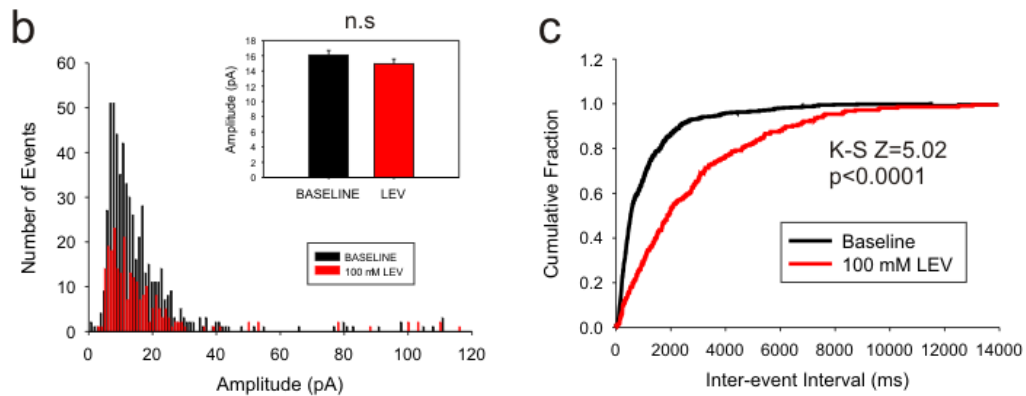 b
n.s
18
16
14
12
10
8
6
4
2
0
Amplitude (pA)
BASELINE LEV
60
50
40
30
20
10
0
Number of Events
BASELINE
100 mM LEV
0 20 40 60 80 100 120
Amplitude (pA)
c
1.2
1.0
0.8
0.6
0.4
0.2
0.0
Cumulative Fraction
K-S Z=5.02
p<0.0001
Baseline
100 mM LEV
0 2000 4000 6000 8000 10000 12000 14000
Inter-event Interval (ms)